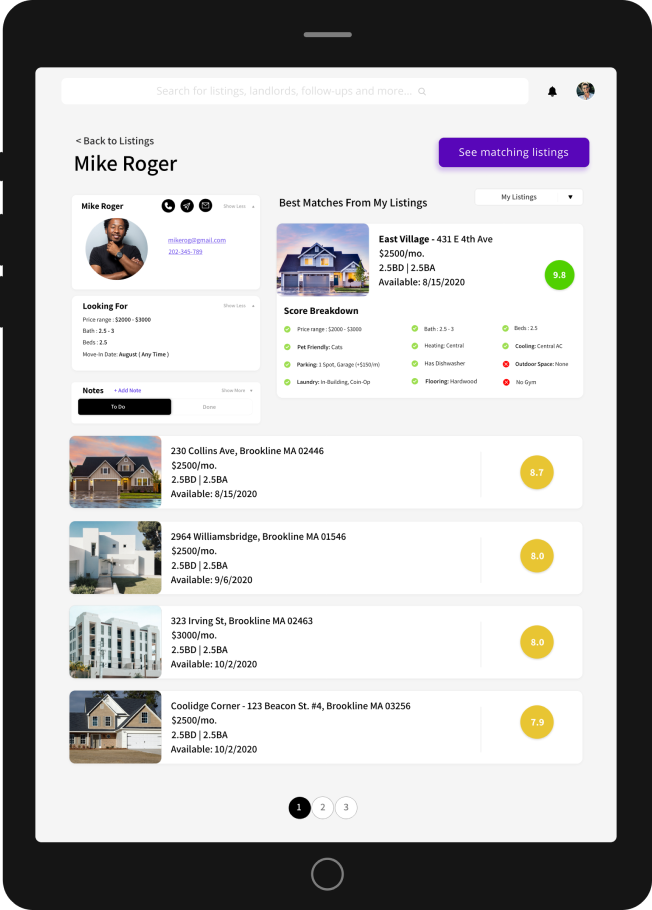 Search for listings, landlords, follow-ups and more...
< Back to Listings
Mike Roger
See matching listings
Mike Roger
Show Less
mikerog@gmail.com
202-345-789
Looking For
Show Less
Price range : $2000 - $3000
Bath : 2.5 - 3
Beds : 2.5
Move-In Date: August ( Any Time )
Notes
+ Add Note
Show More
To Do
Done
Best Matches From My Listings
My Listings
East Village - 431 E 4th Ave
$2500/mo.
2.5BD | 2.5BA
Available: 8/15/2020
9.8
Score Breakdown
Price range : $2000 - $3000
Bath : 2.5 - 3
Beds : 2.5
Pet Friendly: Cats
Heating: Central
Cooling: Central AC
Parking: 1 Spot, Garage (+$150/m)
Has Dishwasher
Outdoor Space: None
Laundry: In-Building, Coin-Op
Flooring: Hardwood
No Gym
230 Collins Ave, Brookline MA 02446
$2500/mo.
2.5BD | 2.5BA
Available: 8/15/2020
8.7
2964 Williamsbridge, Brookline MA 01546
$2500/mo.
2.5BD | 2.5BA
Available: 9/6/2020
8.0
323 Irving St, Brookline MA 02463
$3000/mo.
2.5BD | 2.5BA
Available: 10/2/2020
8.0
Coolidge Corner - 123 Beacon St. #4, Brookline MA 03256
$2500/mo.
2.5BD | 2.5BA
Available: 10/2/2020
7.9
1 2 3